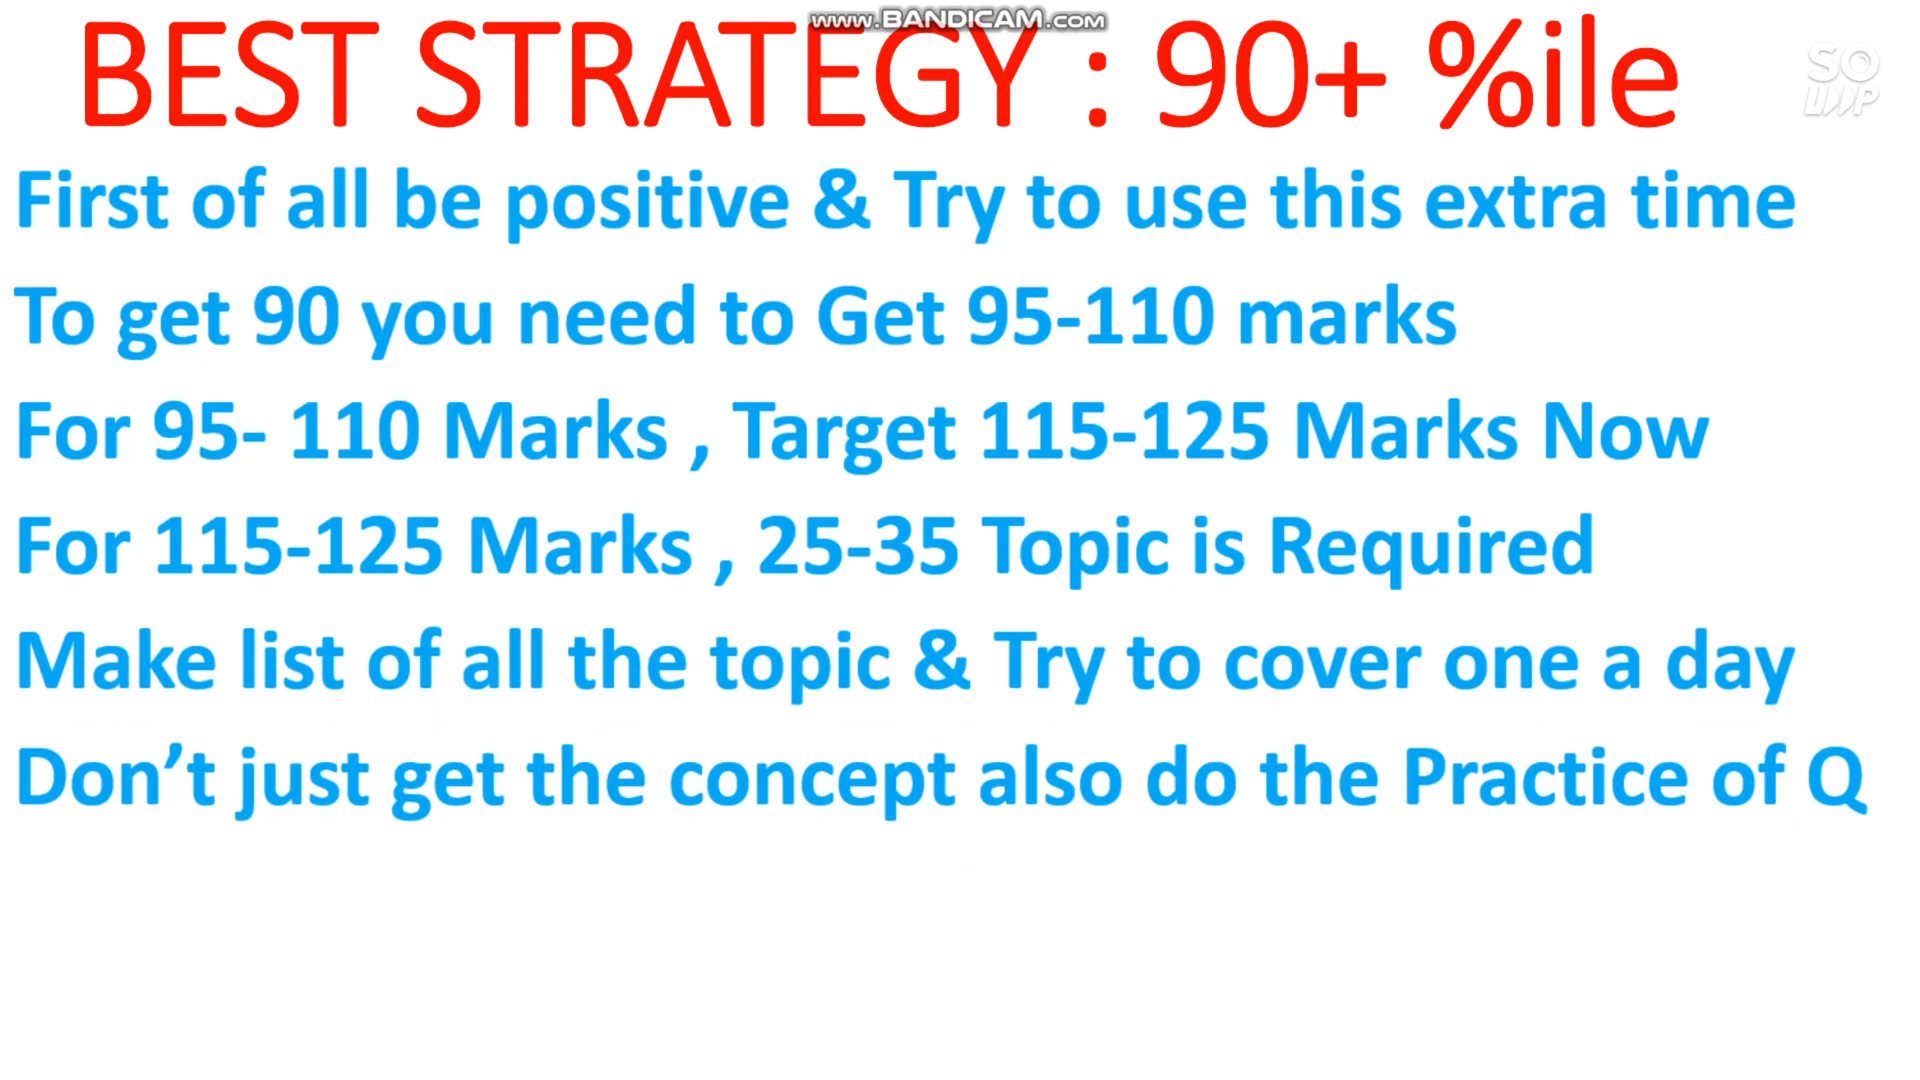 www.BANDICAM.com
BEST STRATEGY : 90+ %ile
SO
LOOP
First of all be positive & Try to use this extra time
To get 90 you need to Get 95-110 marks
For 95- 110 Marks , Target 115-125 Marks Now
For 115-125 Marks , 25-35 Topic is Required
Make list of all the topic & Try to cover one a day
Don’t just get the concept also do the Practice of Q